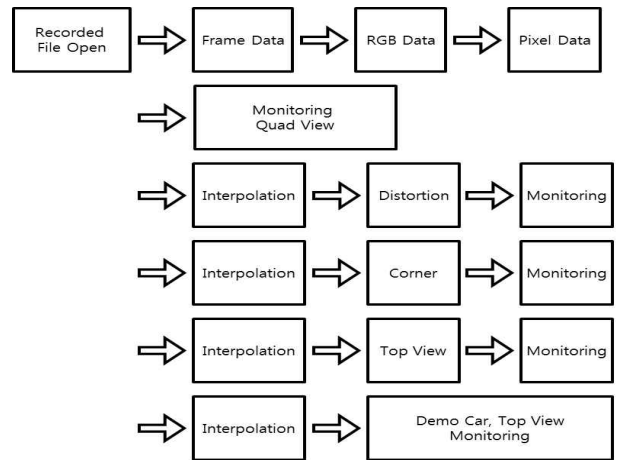 Recorded
File Open
Frame Data
RGB Data
Pixel Data
Monitoring
Quad View
Interpolation
Distortion
Monitoring
Interpolation
Corner
Monitoring
Interpolation
Top View
Monitoring
Interpolation
Demo Car, Top View
Monitoring